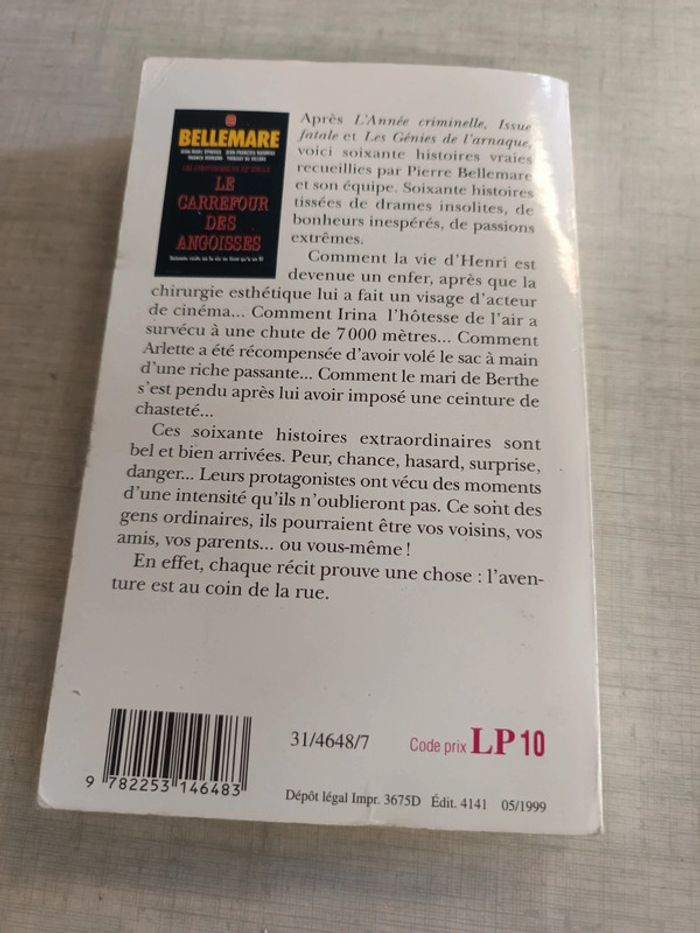 BELLEMARE
LE
CARREFOUR
DES
ANGOISSES
Après L'Année criminelle, Issue
fatale et Les Génies de l'arnaque,
voici soixante histoires vraies
recueillies par Pierre Bellemare
et son équipe. Soixante histoires
tissées de drames insolites, de
bonheurs inespérés, de passions
extrêmes.
Comment la vie d'Henri est
devenue un enfer, après que la
chirurgie esthétique lui a fait un visage d'acteur
de cinéma... Comment Irina l'hôtesse de l'air a
survécu à une chute de 7000 mètres... Comment
Arlette a été récompensée d'avoir volé le sac à main
d'une riche passante... Comment le mari de Berthe
s'est pendu après lui avoir imposé une ceinture de
chasteté...
Ces soixante histoires extraordinaires sont
bel et bien arrivées. Peur, chance, hasard, surprise,
danger... Leurs protagonistes ont vécu des moments
d'une intensité qu'ils n'oublieront pas. Ce sont des
gens ordinaires, ils pourraient être vos voisins, vos
amis, vos parents... ou vous-même !
En effet, chaque récit prouve une chose : l'aven-
ture est au coin de la rue.
31/4648/7
Code prix LP 10
9 782253 146483
Dépôt légal Impr. 3675D Édit. 4141 05/1999